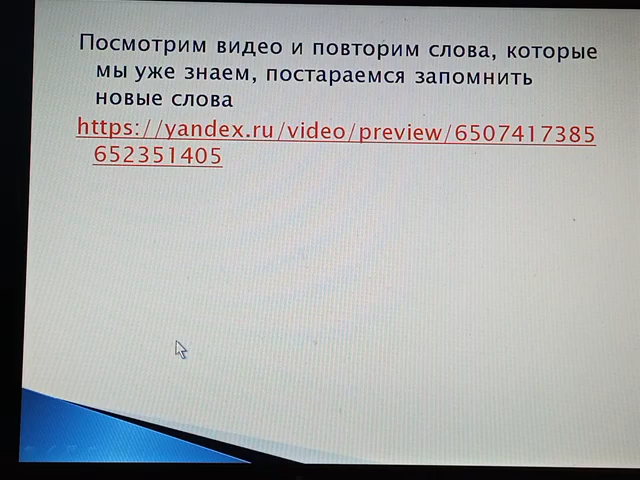 Посмотрим видео и повторим слова, которые
мы уже знаем, постараемся запомнить
новые слова
https://yandex.ru/video/preview/6507417385
652351405